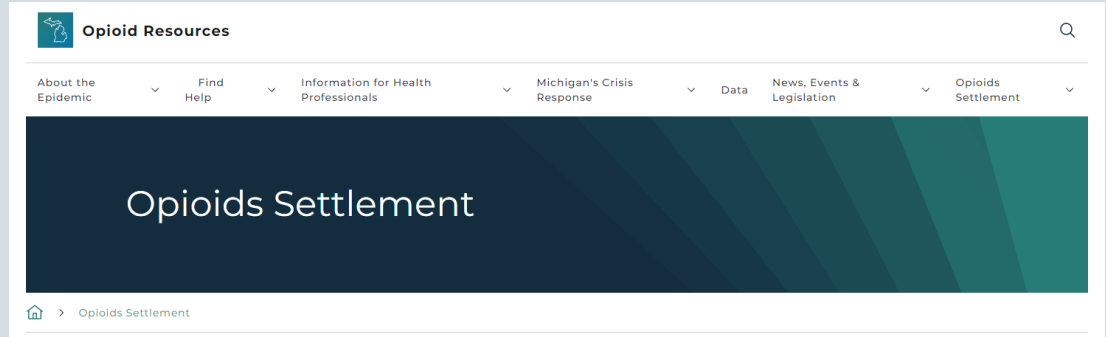 Opioid Resources
About the
Epidemic
Find
Help
Information for Health
Professionals
Michigan's Crisis
Response
Data
News, Events &
Legislation
Opioids
Settlement
Opioids Settlement
Opioids Settlement